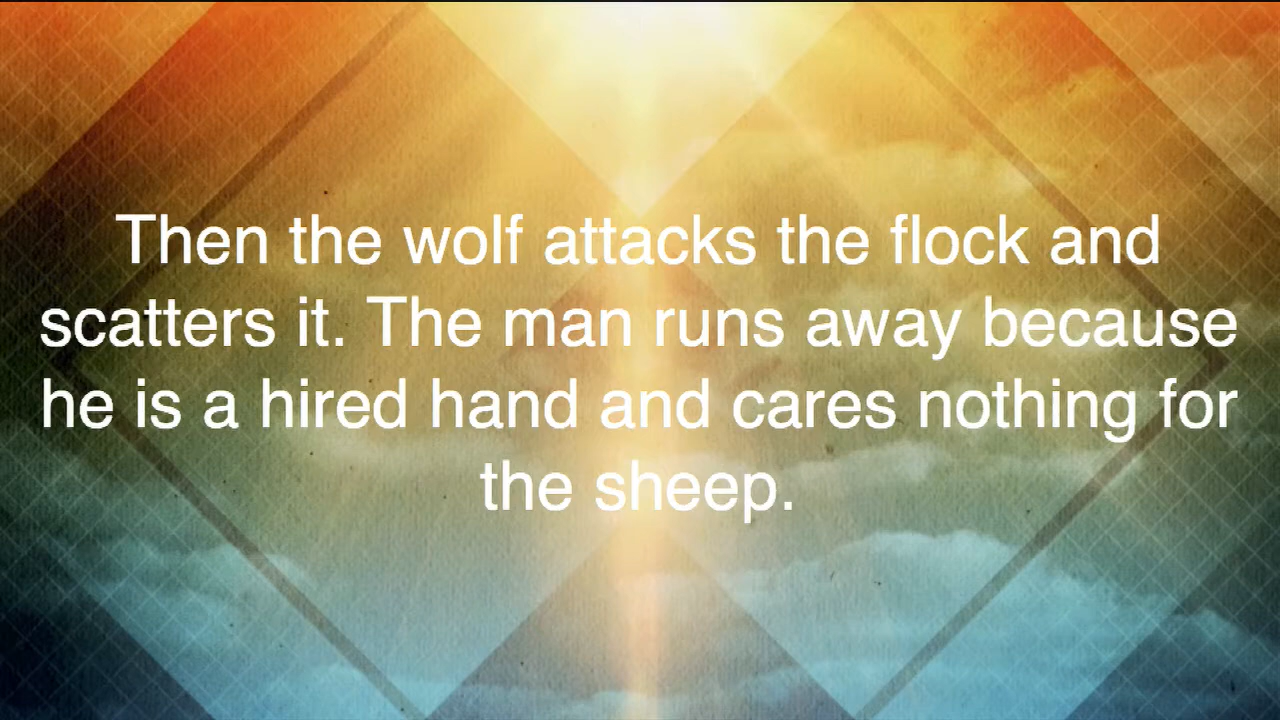 Then the wolf attacks the flock and
scatters it. The man runs away because
he is a hired hand and cares nothing for
the sheep.